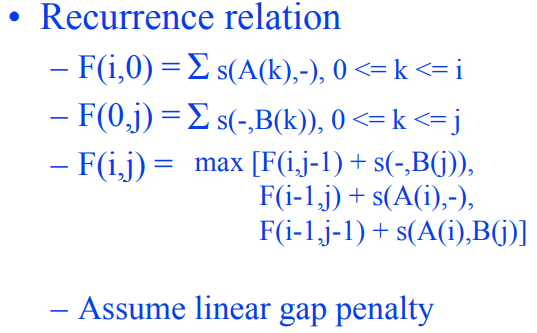 • Recurrence relation
– F(i,0) = Σ s(A(k),-), 0 <= k <= i
– F(0,j) = Σ s(-,B(k)), 0 <= k <= j
– F(i,j) = max [F(i,j-1) + s(-,B(j)),
F(i-1,j) + s(A(i),-),
F(i-1,j-1) + s(A(i),B(j)]
– Assume linear gap penalty